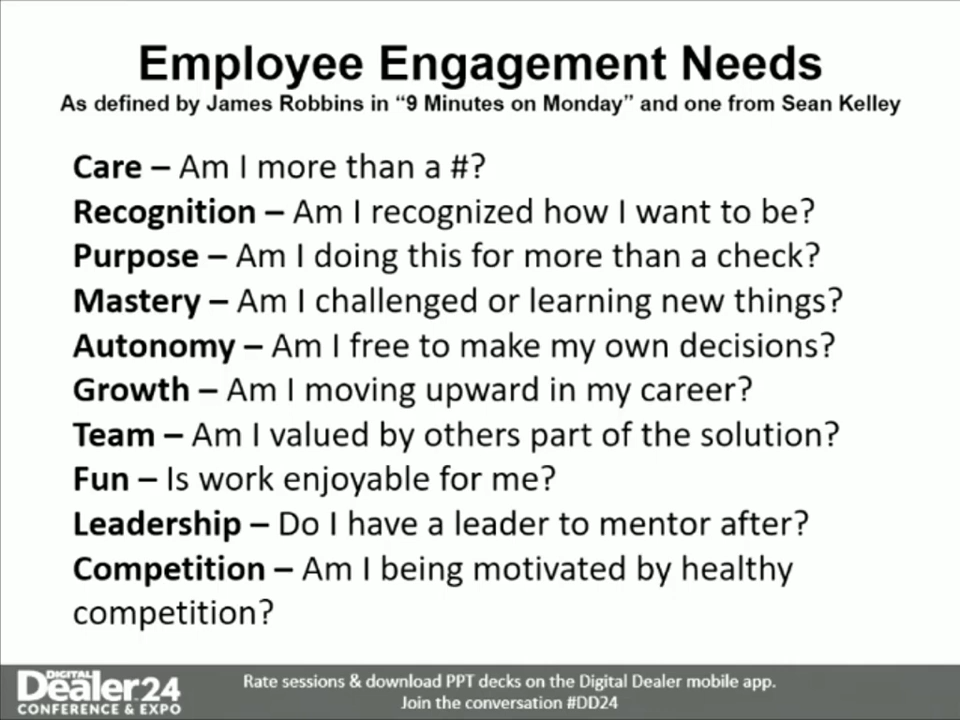 Employee Engagement Needs
As defined by James Robbins in “9 Minutes on Monday” and one from Sean Kelley
Care – Am I more than a #?
Recognition – Am I recognized how I want to be?
Purpose – Am I doing this for more than a check?
Mastery – Am I challenged or learning new things?
Autonomy – Am I free to make my own decisions?
Growth – Am I moving upward in my career?
Team – Am I valued by others part of the solution?
Fun – Is work enjoyable for me?
Leadership – Do I have a leader to mentor after?
Competition – Am I being motivated by healthy
competition?
DIGITAL
Dealer 24
CONFERENCE & EXPO
Rate sessions & download PPT decks on the Digital Dealer mobile app.
Join the conversation #DD24